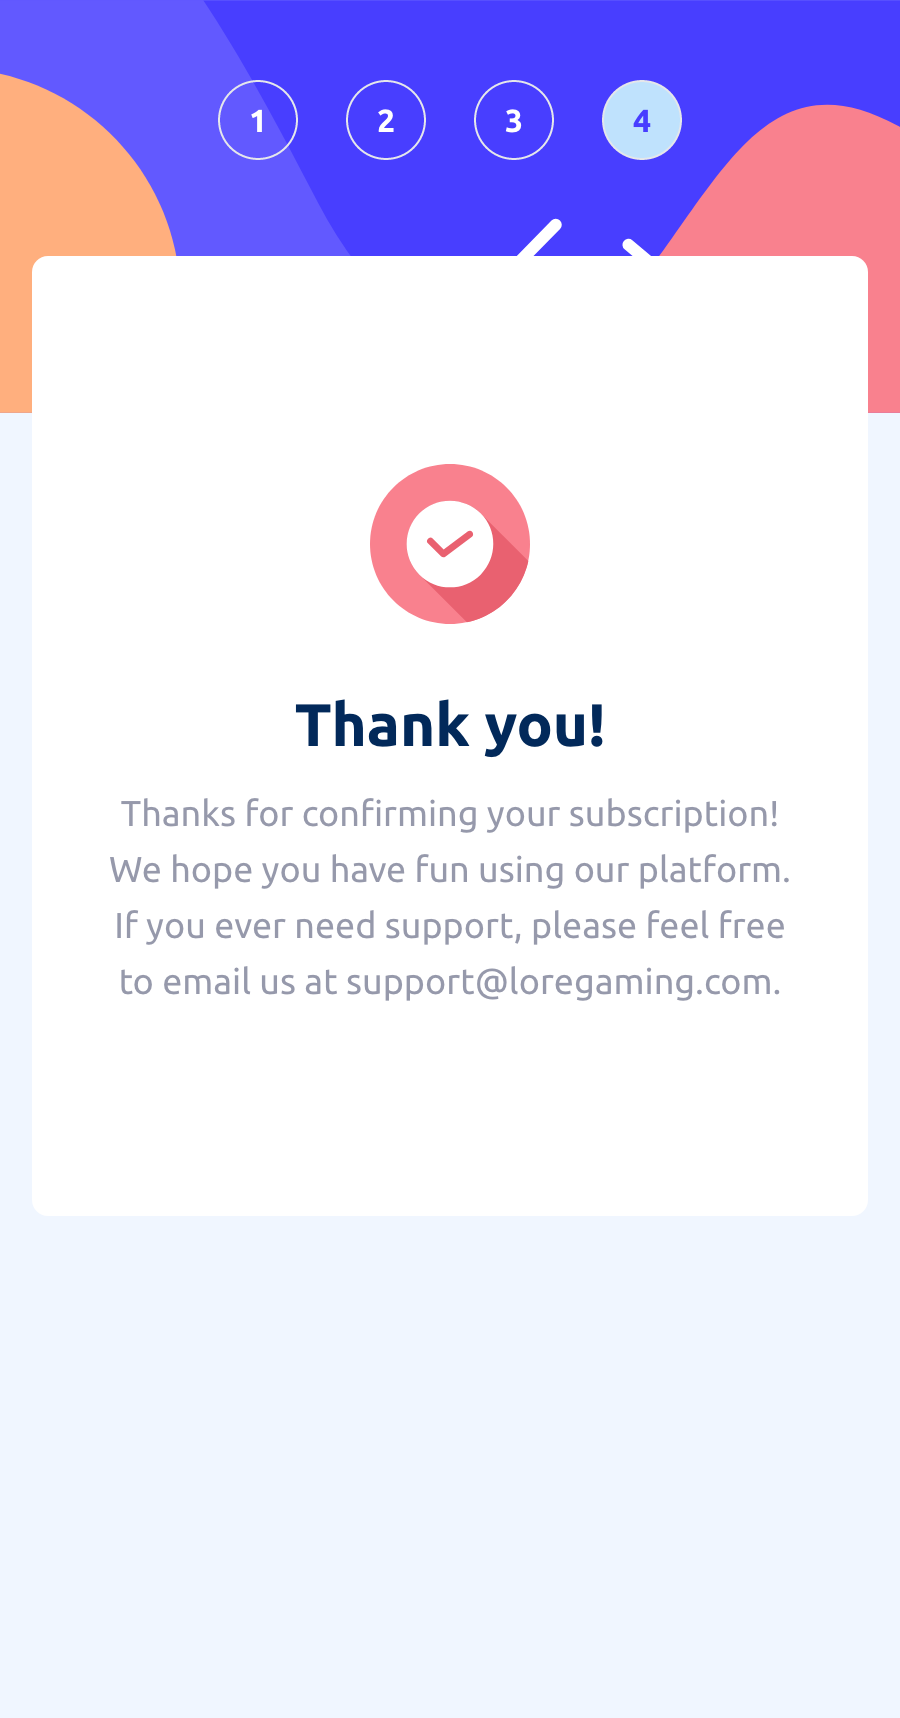 1 2 3 4
Thank you!
Thanks for confirming your subscription!
We hope you have fun using our platform.
If you ever need support, please feel free
to email us at support@loregaming.com.